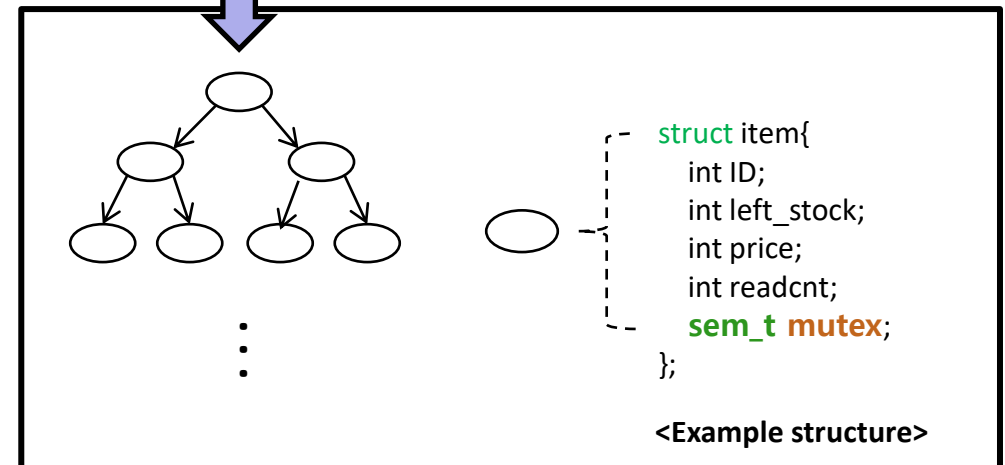 struct item{
int ID;
int left_stock;
int price;
int readcnt;
sem_t mutex;
};
<Example structure>